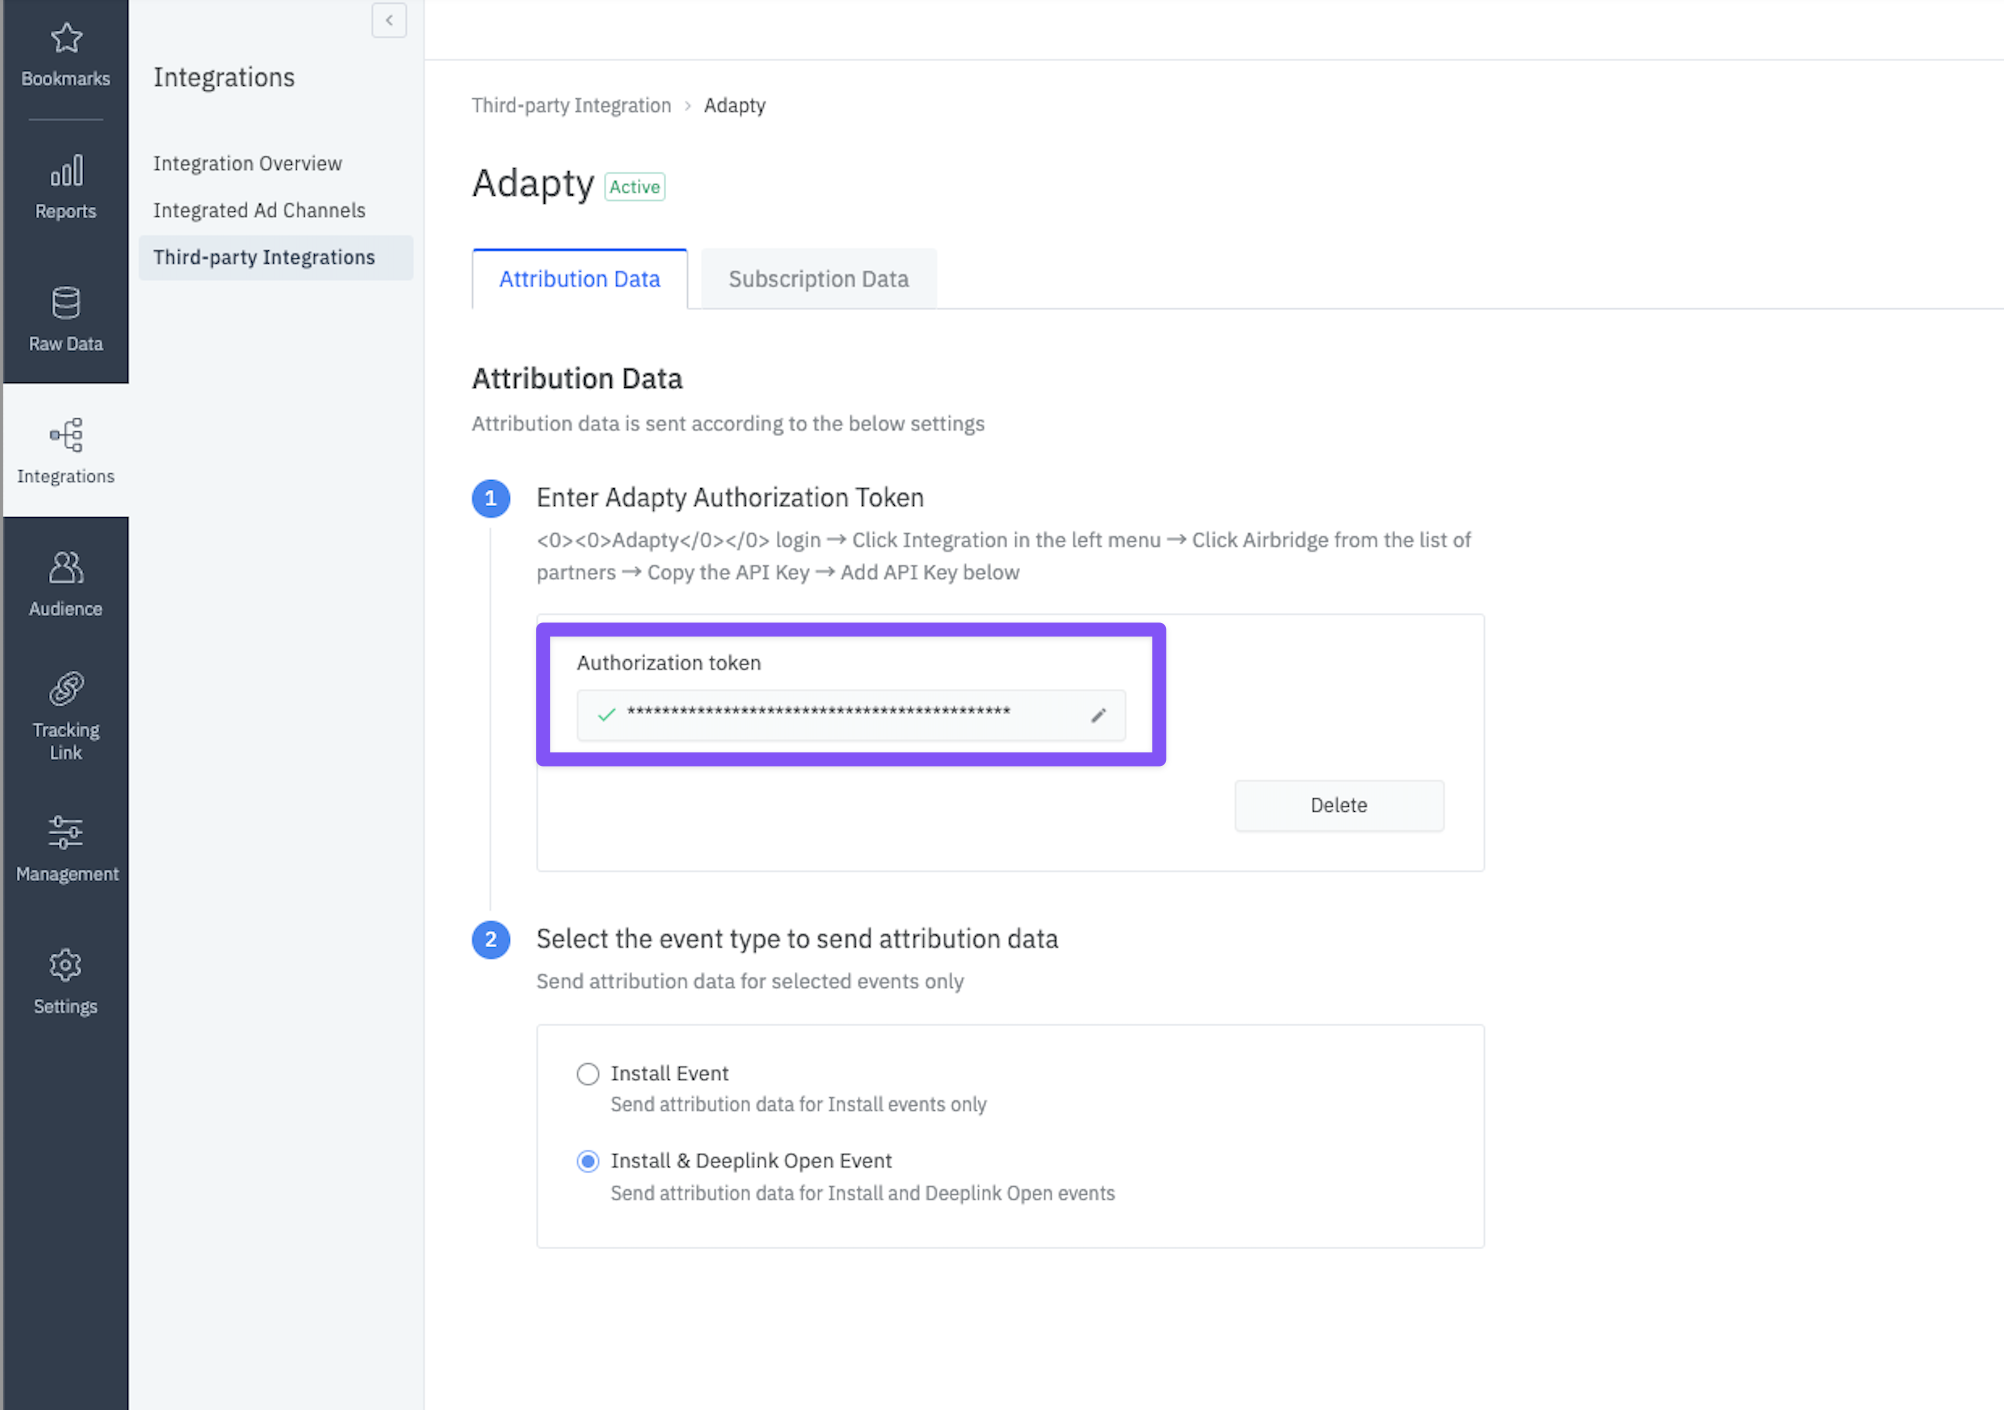 Bookmarks
Reports
Raw Data
Integrations
Audience
Tracking
Link
Management
Settings
Integrations
Integration Overview
Integrated Ad Channels
Third-party Integrations
Third-party Integration > Adapty
Adapty Active
Attribution Data Subscription Data
Attribution Data
Attribution data is sent according to the below settings
1 Enter Adapty Authorization Token
<0><0>Adapty</0></0> login → Click Integration in the left menu → Click Airbridge from the list of
partners → Copy the API Key → Add API Key below
Authorization token
********************************************
Delete
2 Select the event type to send attribution data
Send attribution data for selected events only
Install Event
Send attribution data for Install events only
Install & Deeplink Open Event
Send attribution data for Install and Deeplink Open events